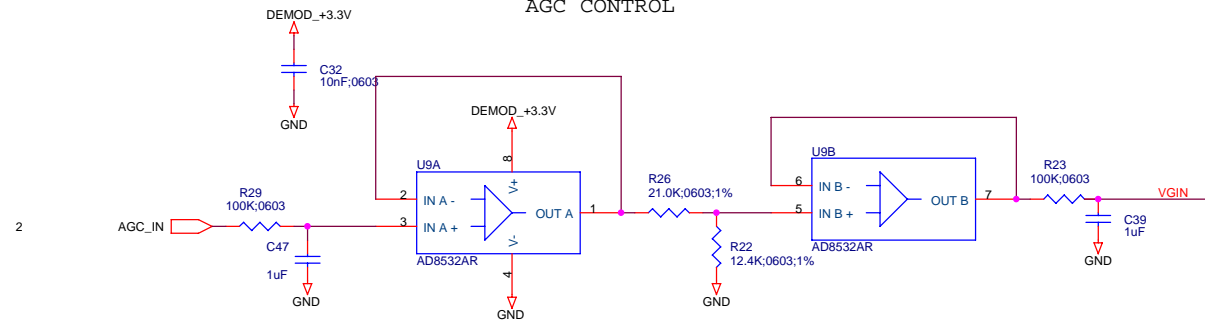 AGC CONTROL
DEMOD_+3.3V
C32
10nF;0603
GND
DEMOD_+3.3V
U9A
8
V+
2
IN A -
3
IN A +
OUT A
1
V-
4
AD8532AR
GND
R29
100K;0603
2
AGC_IN
C47
1uF
GND
R26
21.0K;0603;1%
R22
12.4K;0603;1%
GND
U9B
6
IN B -
5
IN B +
OUT B
7
AD8532AR
R23
100K;0603
VGIN
C39
1uF
GND